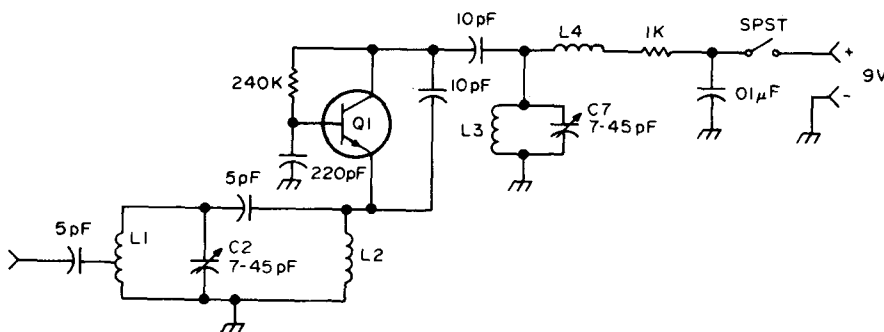 10pF
L4
1K
SPST
+
9V
-
240K
10pF
01µF
Q1
L3
C7
7-45pF
220pF
5pF
5pF
L1
C2
7-45pF
L2